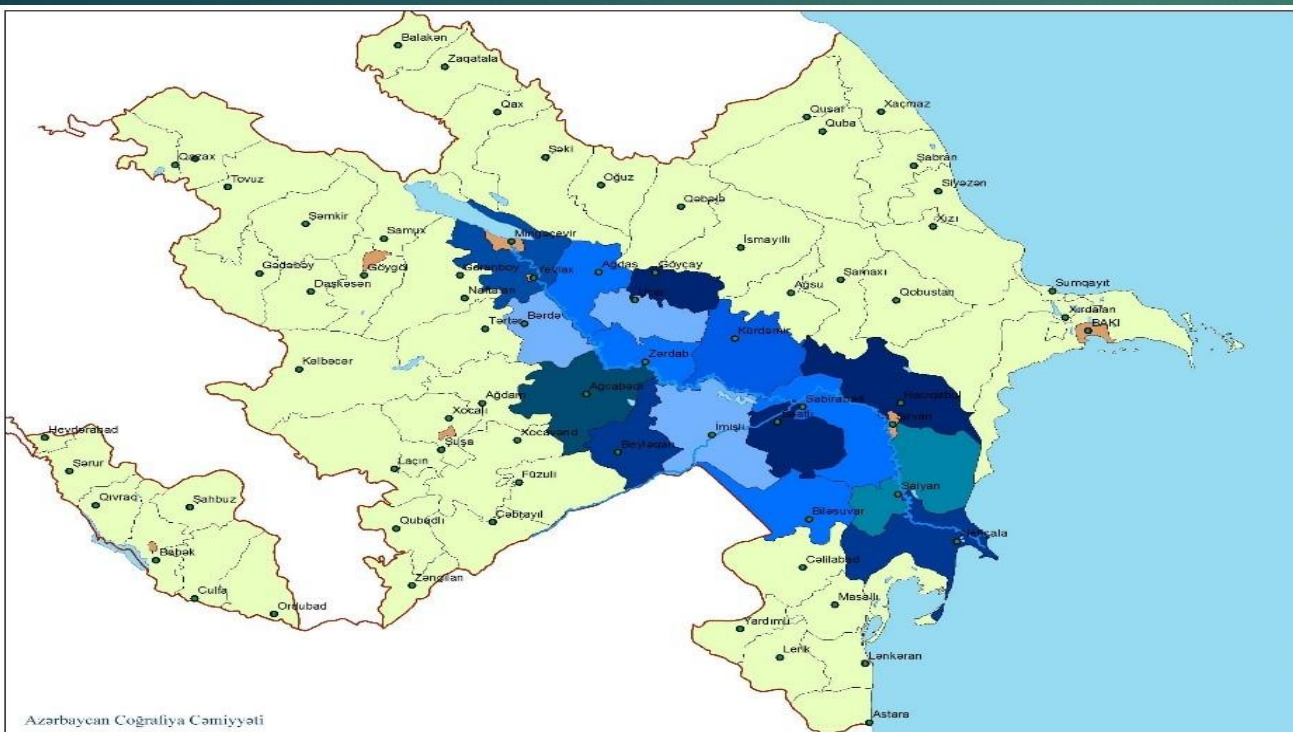 Balakən
Zaqatala
Qax
Qusar
Xaçmaz
Quba
Şəki
Qazax
Şabran
Tovuz
Oğuz
Siyəzən
Qəbələ
Şəmkir
Xızı
Samux
Mingəçevir
İsmayıllı
Gədəbəy
Göygöl
Goranboy
Yevlax
Ağdaş
Göyçay
Şamaxı
Daşkəsən
Naftalan
Ucar
Ağsu
Qobustan
Sumqayıt
Xırdalan
BAKI
Tərtər
Bərdə
Kürdəmir
Kəlbəcər
Zərdab
Ağcabədi
Ağdam
Xocalı
Sabirabad
Hacıqabul
Şirvan
Saatlı
Heydərabad
Şuşa
Xocavənd
İmişli
Beyləqan
Şərur
Laçın
Füzuli
Salyan
Qıvraq
Şahbuz
Qubadlı
Cəbrayıl
Biləsuvar
Neftçala
Babək
Cəlilabad
Zəngilan
Culfa
Ordubad
Masallı
Yardımlı
Lerik
Lənkəran
Astara
Azərbaycan Coğrafiya Cəmiyyəti